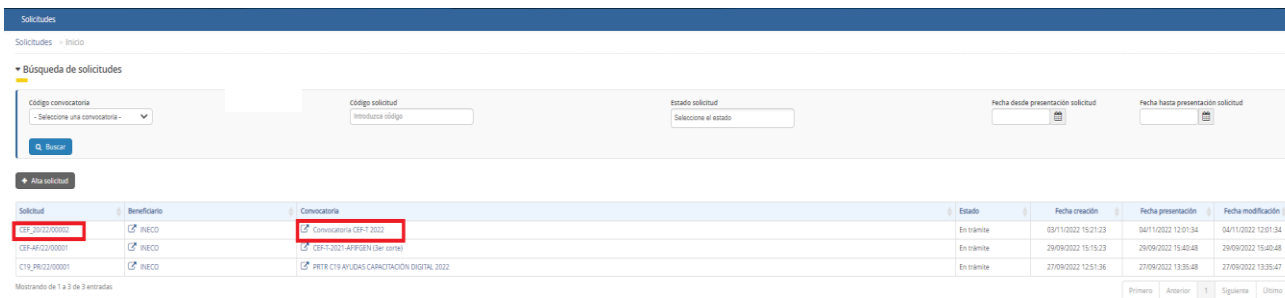 Solicitudes
Solicitudes > Inicio
Búsqueda de solicitudes
Código convocatoria Código solicitud Estado solicitud Fecha desde presentación solicitud Fecha hasta presentación solicitud
- Seleccione una convocatoria - Introduzca código Seleccione el estado
Buscar
+ Alta solicitud
Solicitud Beneficiario Convocatoria Estado Fecha creación Fecha presentación Fecha modificación
CEF_20/22/00002 INECO Convocatoria CEF-T 2022 En trámite 03/11/2022 15:21:23 04/11/2022 12:01:34 04/11/2022 12:01:34
CEF-AF/22/00001 INECO CEF-T-2021-AFIFGEN (3er corte) En trámite 29/09/2022 15:15:23 29/09/2022 15:40:48 29/09/2022 15:40:48
C19_PR/22/00001 INECO PRTR C19 AYUDAS CAPACITACIÓN DIGITAL 2022 En trámite 27/09/2022 12:51:36 27/09/2022 13:35:48 27/09/2022 13:35:47
Mostrando de 1 a 3 de 3 entradas
Primero Anterior 1 Siguiente Último